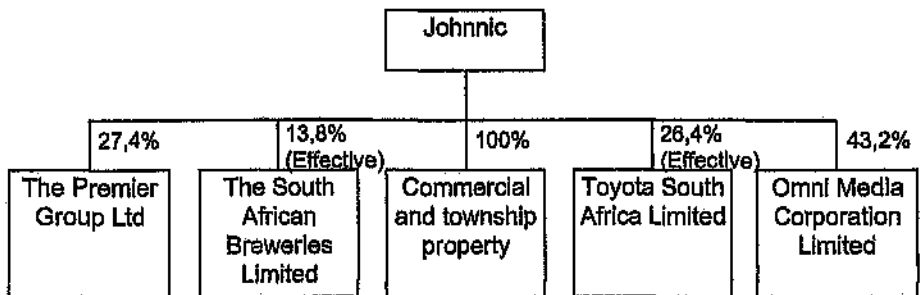 Johnnic
27,4%
13,8%
(Effective)
100%
26,4%
(Effective)
43,2%
The Premier
Group Ltd
The South
African
Breweries
Limited
Commercial
and township
property
Toyota South
Africa Limited
Omni Media
Corporation
Limited